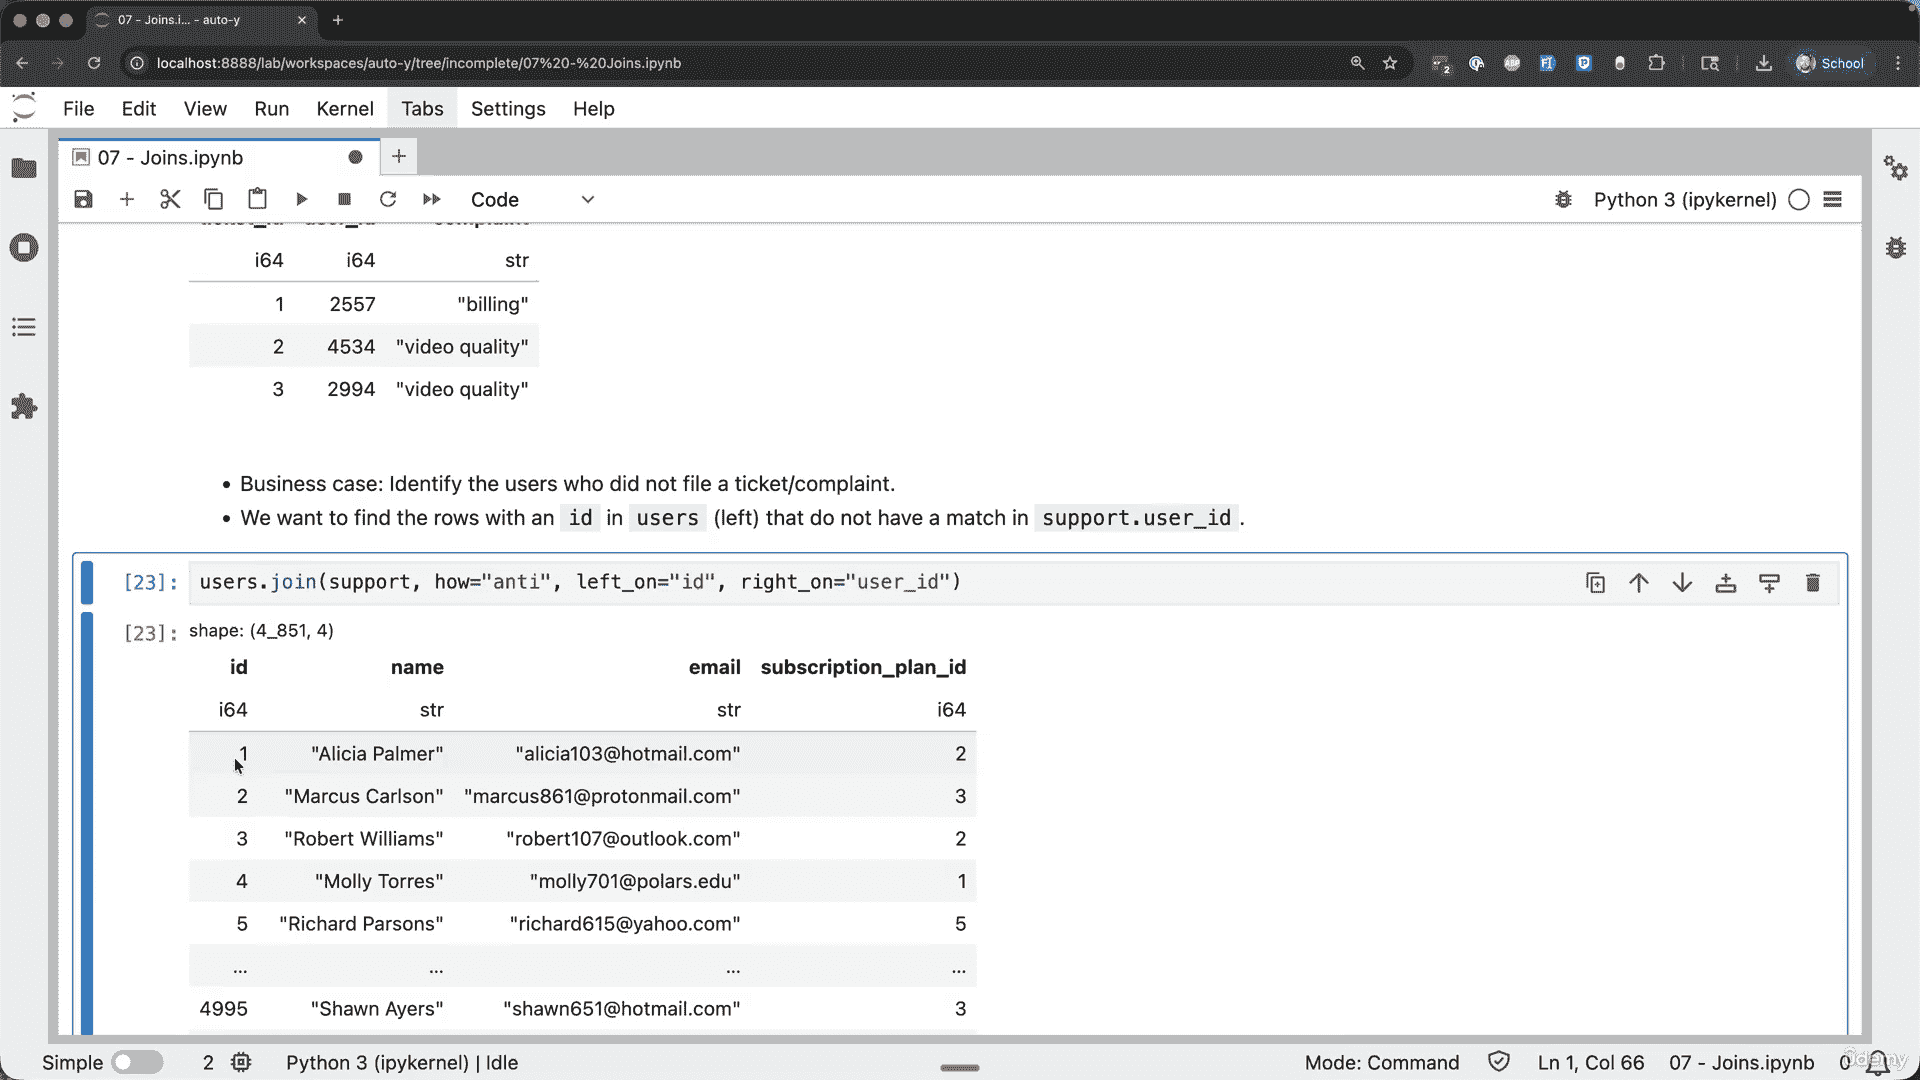 07 - Joins.i... - auto-y
localhost:8888/lab/workspaces/auto-y/tree/incomplete/07%20-%20Joins.ipynb
School
File Edit View Run Kernel Tabs Settings Help
07 - Joins.ipynb
Code
Python 3 (ipykernel)
i64 i64 str
1 2557 "billing"
2 4534 "video quality"
3 2994 "video quality"
• Business case: Identify the users who did not file a ticket/complaint.
• We want to find the rows with an id in users (left) that do not have a match in support.user_id.
[23]: users.join(support, how="anti", left_on="id", right_on="user_id")
[23]: shape: (4_851, 4)
id name email subscription_plan_id
i64 str str i64
1 "Alicia Palmer" "alicia103@hotmail.com" 2
2 "Marcus Carlson" "marcus861@protonmail.com" 3
3 "Robert Williams" "robert107@outlook.com" 2
4 "Molly Torres" "molly701@polars.edu" 1
5 "Richard Parsons" "richard615@yahoo.com" 5
... ... ... ...
4995 "Shawn Ayers" "shawn651@hotmail.com" 3
Simple 2 Python 3 (ipykernel) | Idle Mode: Command Ln 1, Col 66 07 - Joins.ipynb 0